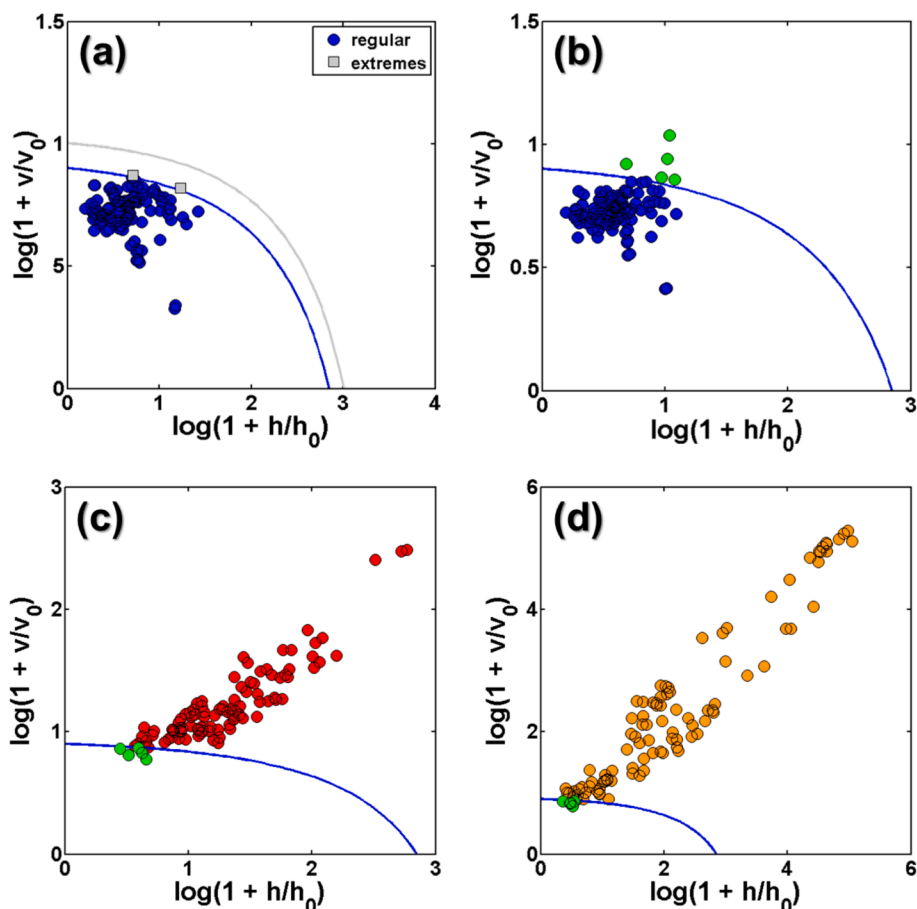 (a)
regular
extremes
1.5
1
5
0
0
1
2
3
4
log(1 + v/v0)
log(1 + h/h0)
(b)
1.5
1
0.5
0
0
1
2
3
log(1 + v/v0)
log(1 + h/h0)
(c)
3
2
1
0
0
1
2
3
log(1 + v/v0)
log(1 + h/h0)
(d)
6
4
2
0
0
2
4
6
log(1 + v/v0)
log(1 + h/h0)